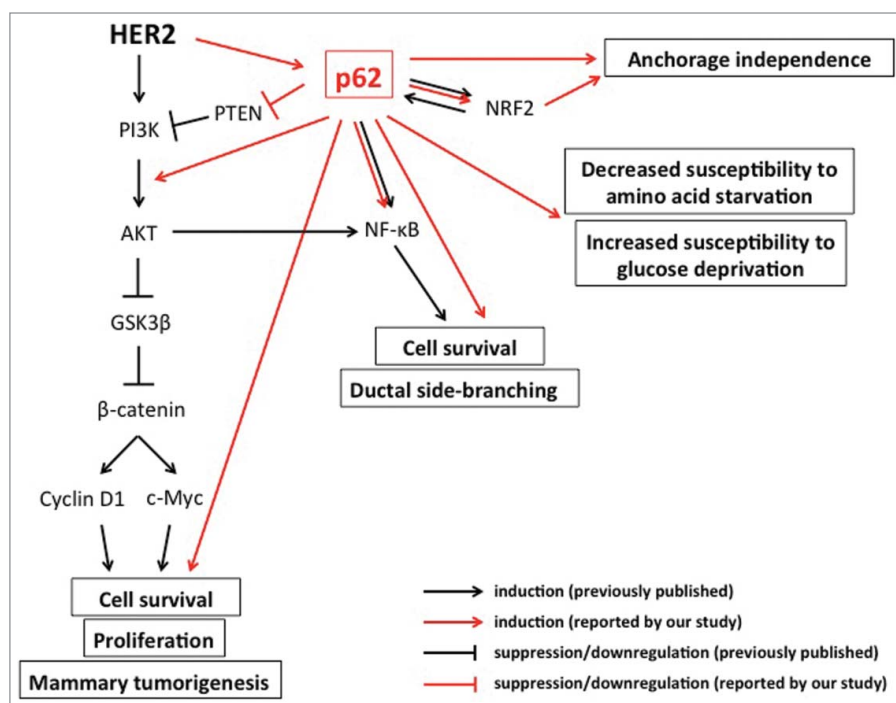 HER2
p62
Anchorage independence
NRF2
PTEN
PI3K
Decreased susceptibility to
amino acid starvation
AKT
NF-κB
Increased susceptibility to
glucose deprivation
GSK3β
Cell survival
Ductal side-branching
β-catenin
Cyclin D1
c-Myc
Cell survival
Proliferation
Mammary tumorigenesis
induction (previously published)
induction (reported by our study)
suppression/downregulation (previously published)
suppression/downregulation (reported by our study)